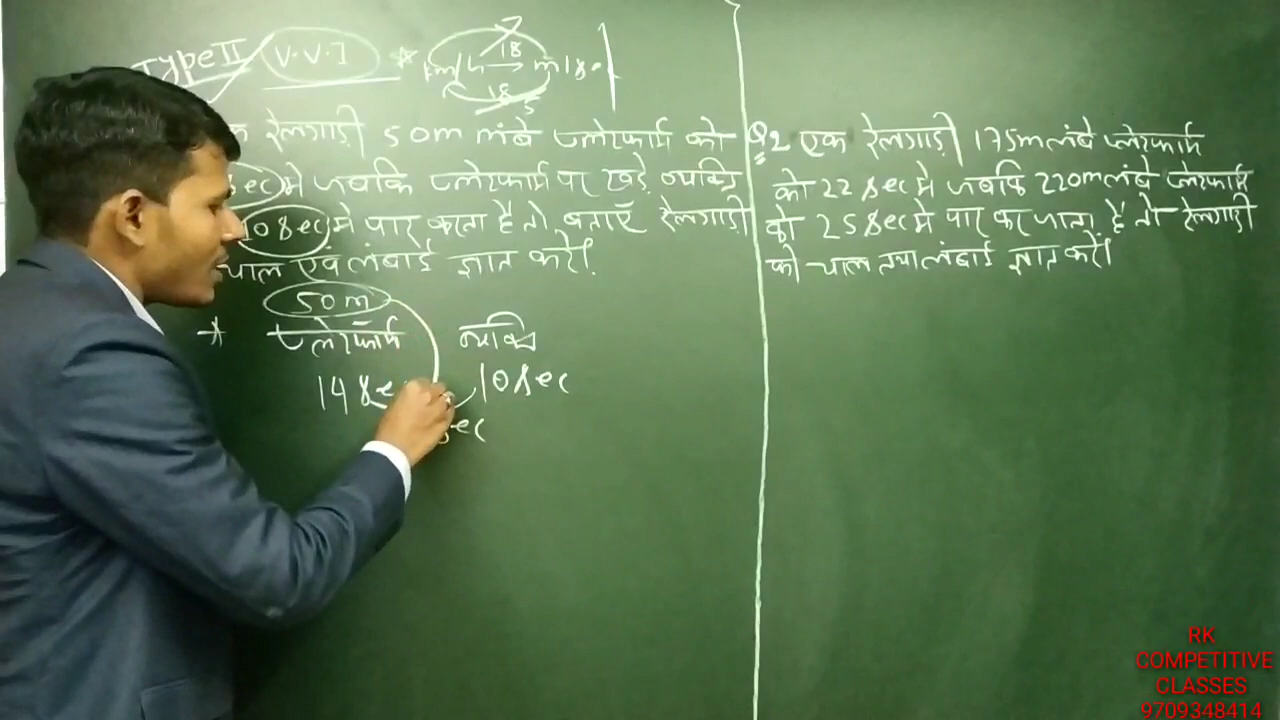 Type II V.V.I * km/h → m/sec
18
18
5
रेलगाड़ी 50m लंबे प्लेटफार्म को
sec में जबकि प्लेटफार्म पर खड़े व्यक्ति
10 sec में पार करता है तो बताएँ रेलगाड़ी
चाल एवं लंबाई ज्ञात करें।
50m
* प्लेटफॉर्म व्यक्ति
14 sec 10 sec
sec
Q.2 एक रेलगाड़ी 175m लंबे प्लेटफार्म
को 22 sec में जबकि 220m लंबे प्लेटफार्म
को 25 sec में पार कर पाता है तो रेलगाड़ी
की चाल तथा लंबाई ज्ञात करें।
RK
COMPETITIVE
CLASSES
9709348414